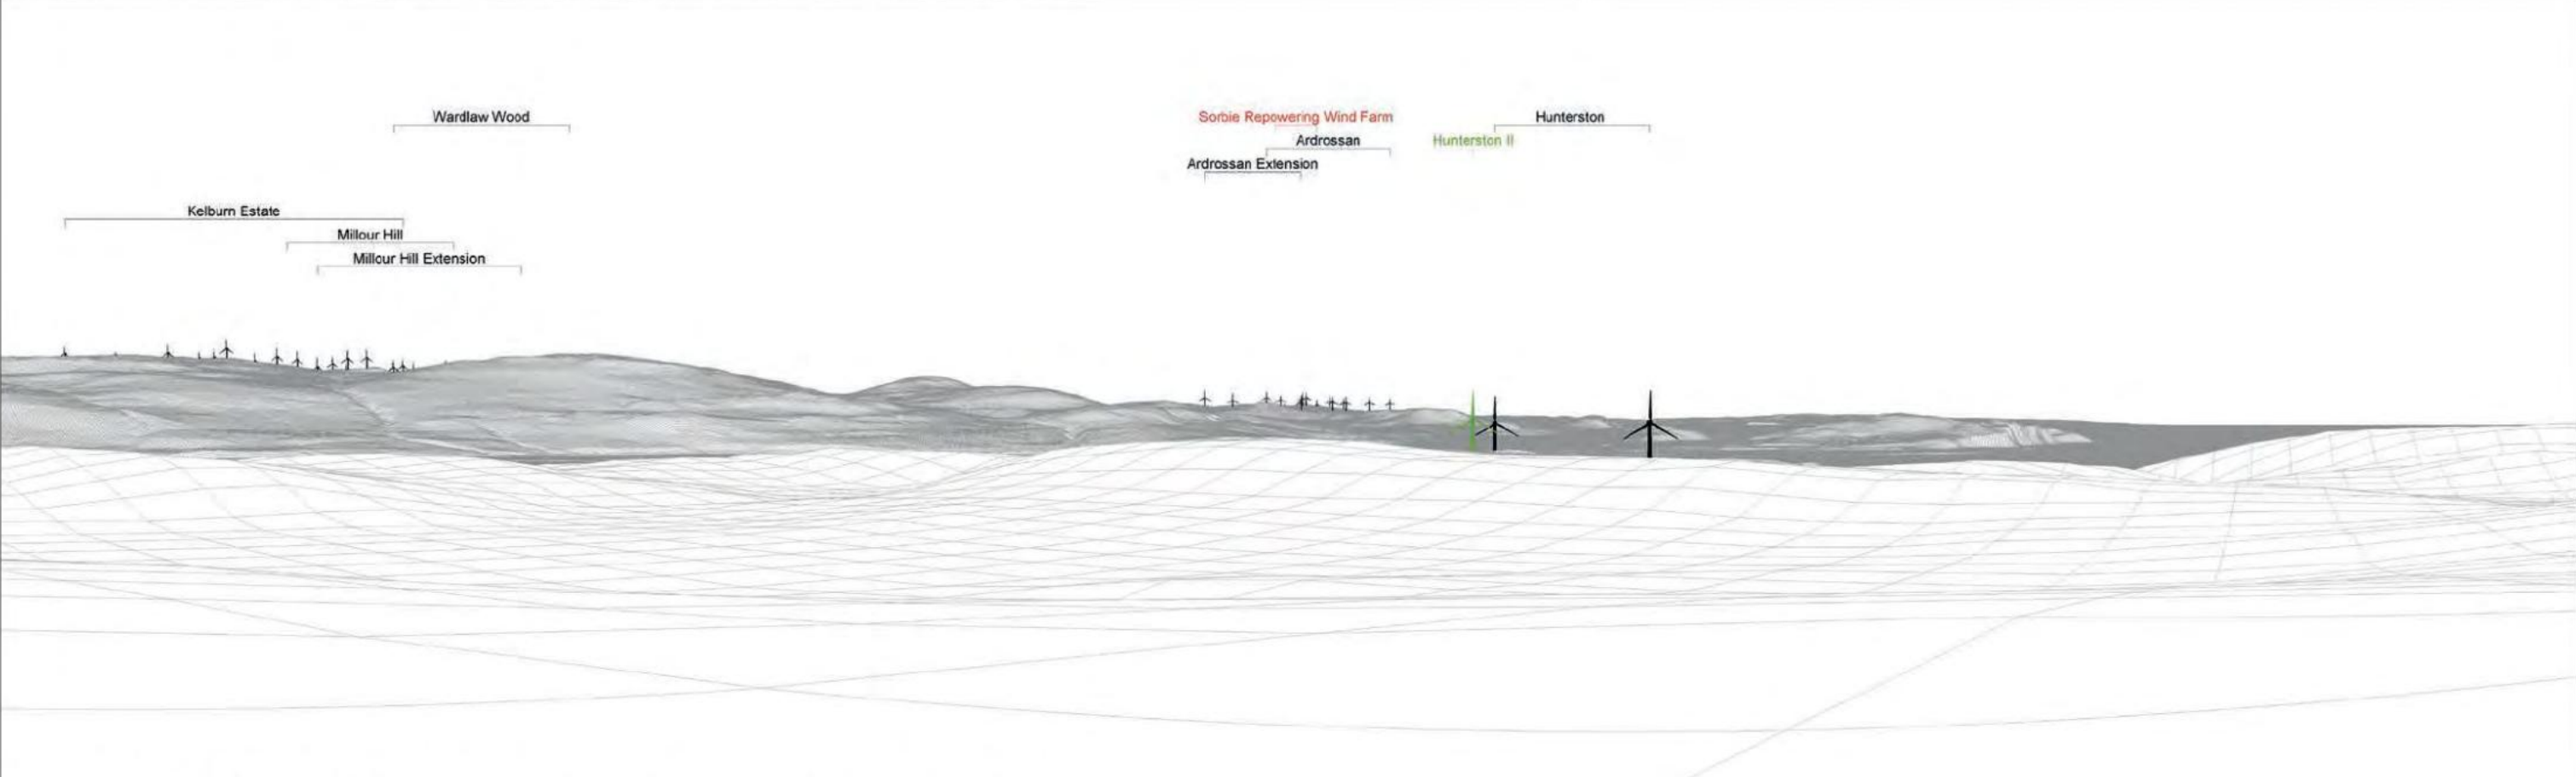 Wardlaw Wood
Kelburn Estate
Millour Hill
Millour Hill Extension
Sorbie Repowering Wind Farm
Ardrossan
Ardrossan Extension
Hunterston II
Hunterston